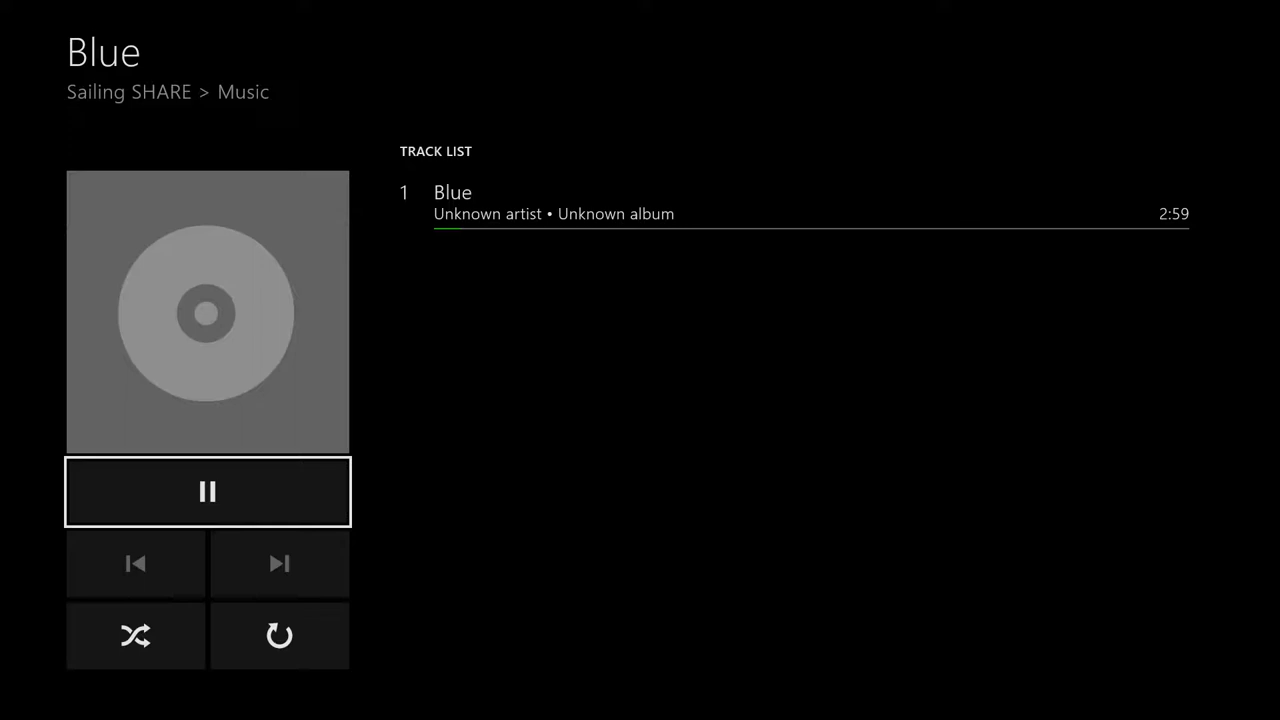 Blue
Sailing SHARE > Music
TRACK LIST
1 Blue
Unknown artist • Unknown album 2:59